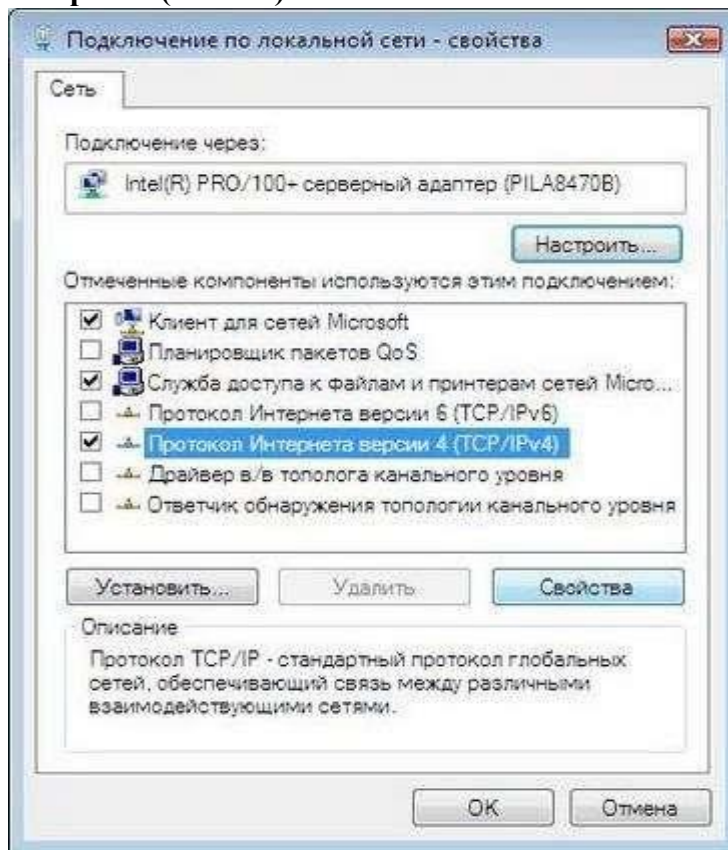 Подключение по локальной сети - свойства
Сеть
Подключение через:
Intel(R) PRO/100+ серверный адаптер (PILA8470B)
Настроить...
Отмеченные компоненты используются этим подключением:
Клиент для сетей Microsoft
Планировщик пакетов QoS
Служба доступа к файлам и принтерам сетей Micro...
Протокол Интернета версии 6 (TCP/IPv6)
Протокол Интернета версии 4 (TCP/IPv4)
Драйвер в/в тополога канального уровня
Ответчик обнаружения топологии канального уровня
Установить... Удалить Свойства
Описание
Протокол TCP/IP - стандартный протокол глобальных
сетей, обеспечивающий связь между различными
взаимодействующими сетями.
OK Отмена